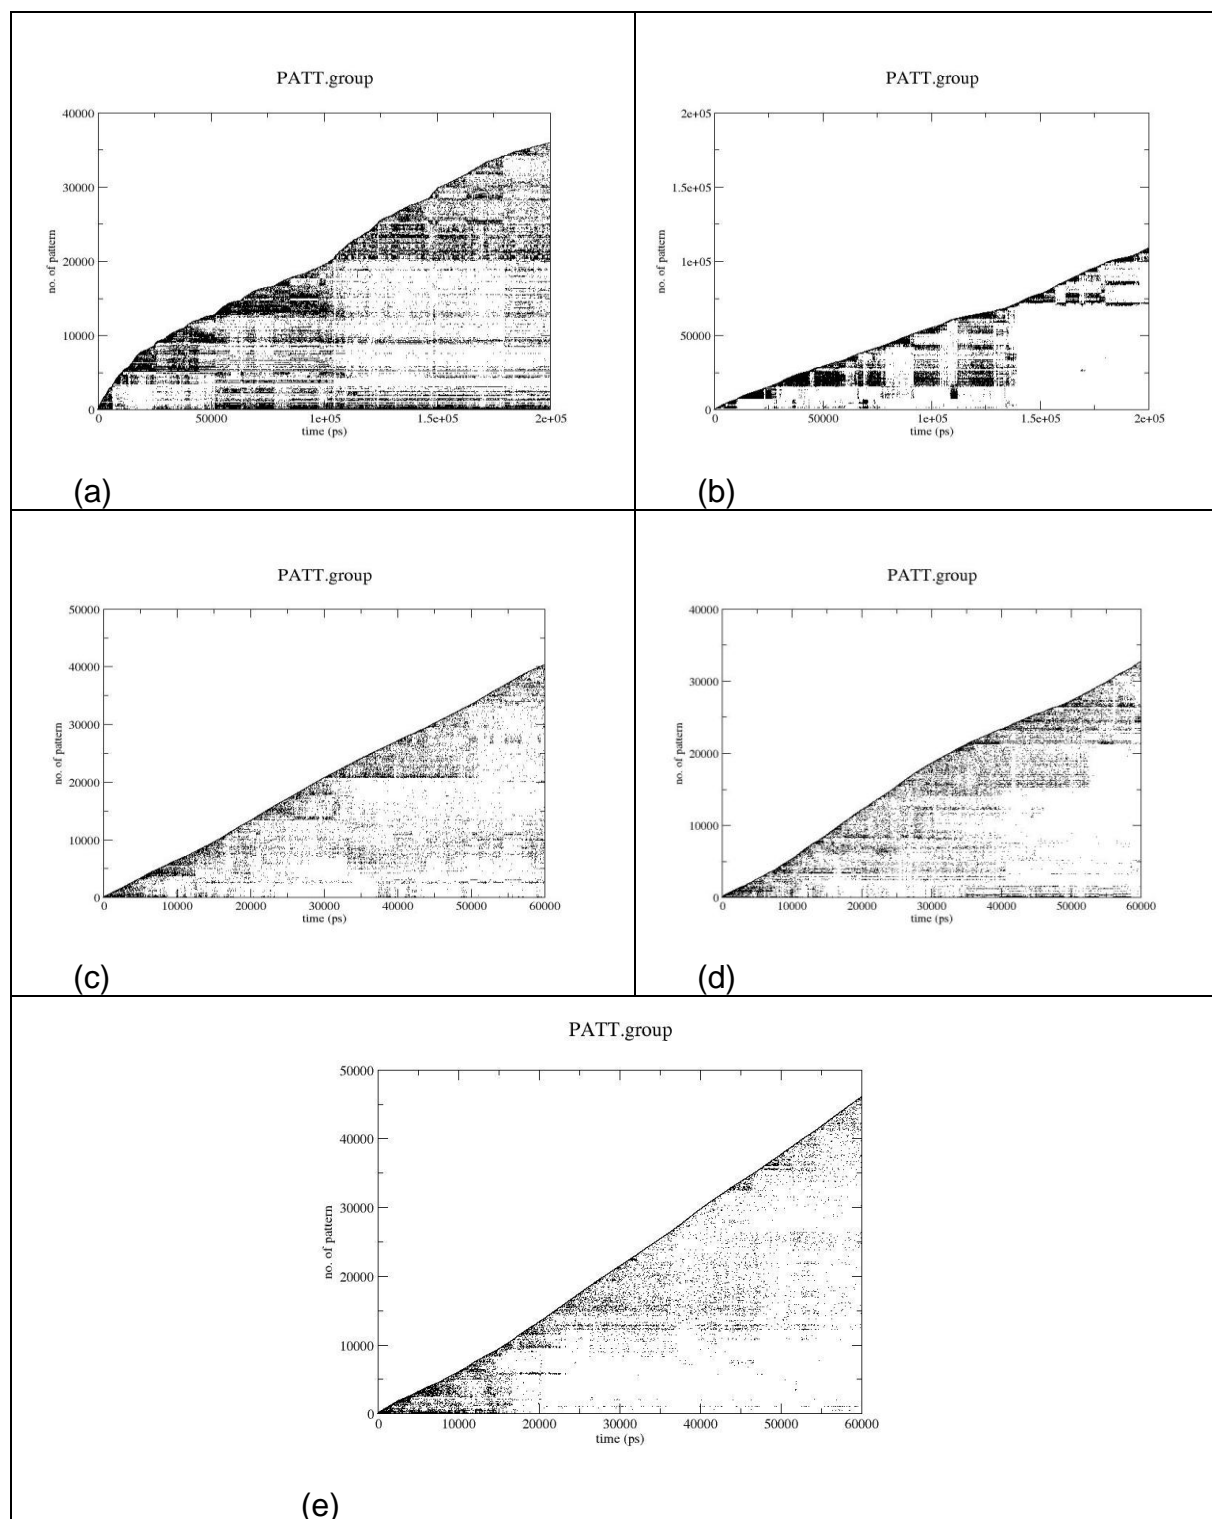 PATT.group
40000
30000
20000
10000
0
no. of pattern
0 50000 1e+05 1.5e+05 2e+05
time (ps)
(a)
PATT.group
2e+05
1.5e+05
1e+05
50000
0
no. of pattern
0 50000 1e+05 1.5e+05 2e+05
time (ps)
(b)
PATT.group
50000
40000
30000
20000
10000
0
no. of pattern
0 10000 20000 30000 40000 50000 60000
time (ps)
(c)
PATT.group
40000
30000
20000
10000
0
no. of pattern
0 10000 20000 30000 40000 50000 60000
time (ps)
(d)
PATT.group
50000
40000
30000
20000
10000
0
no. of pattern
0 10000 20000 30000 40000 50000 60000
time (ps)
(e)